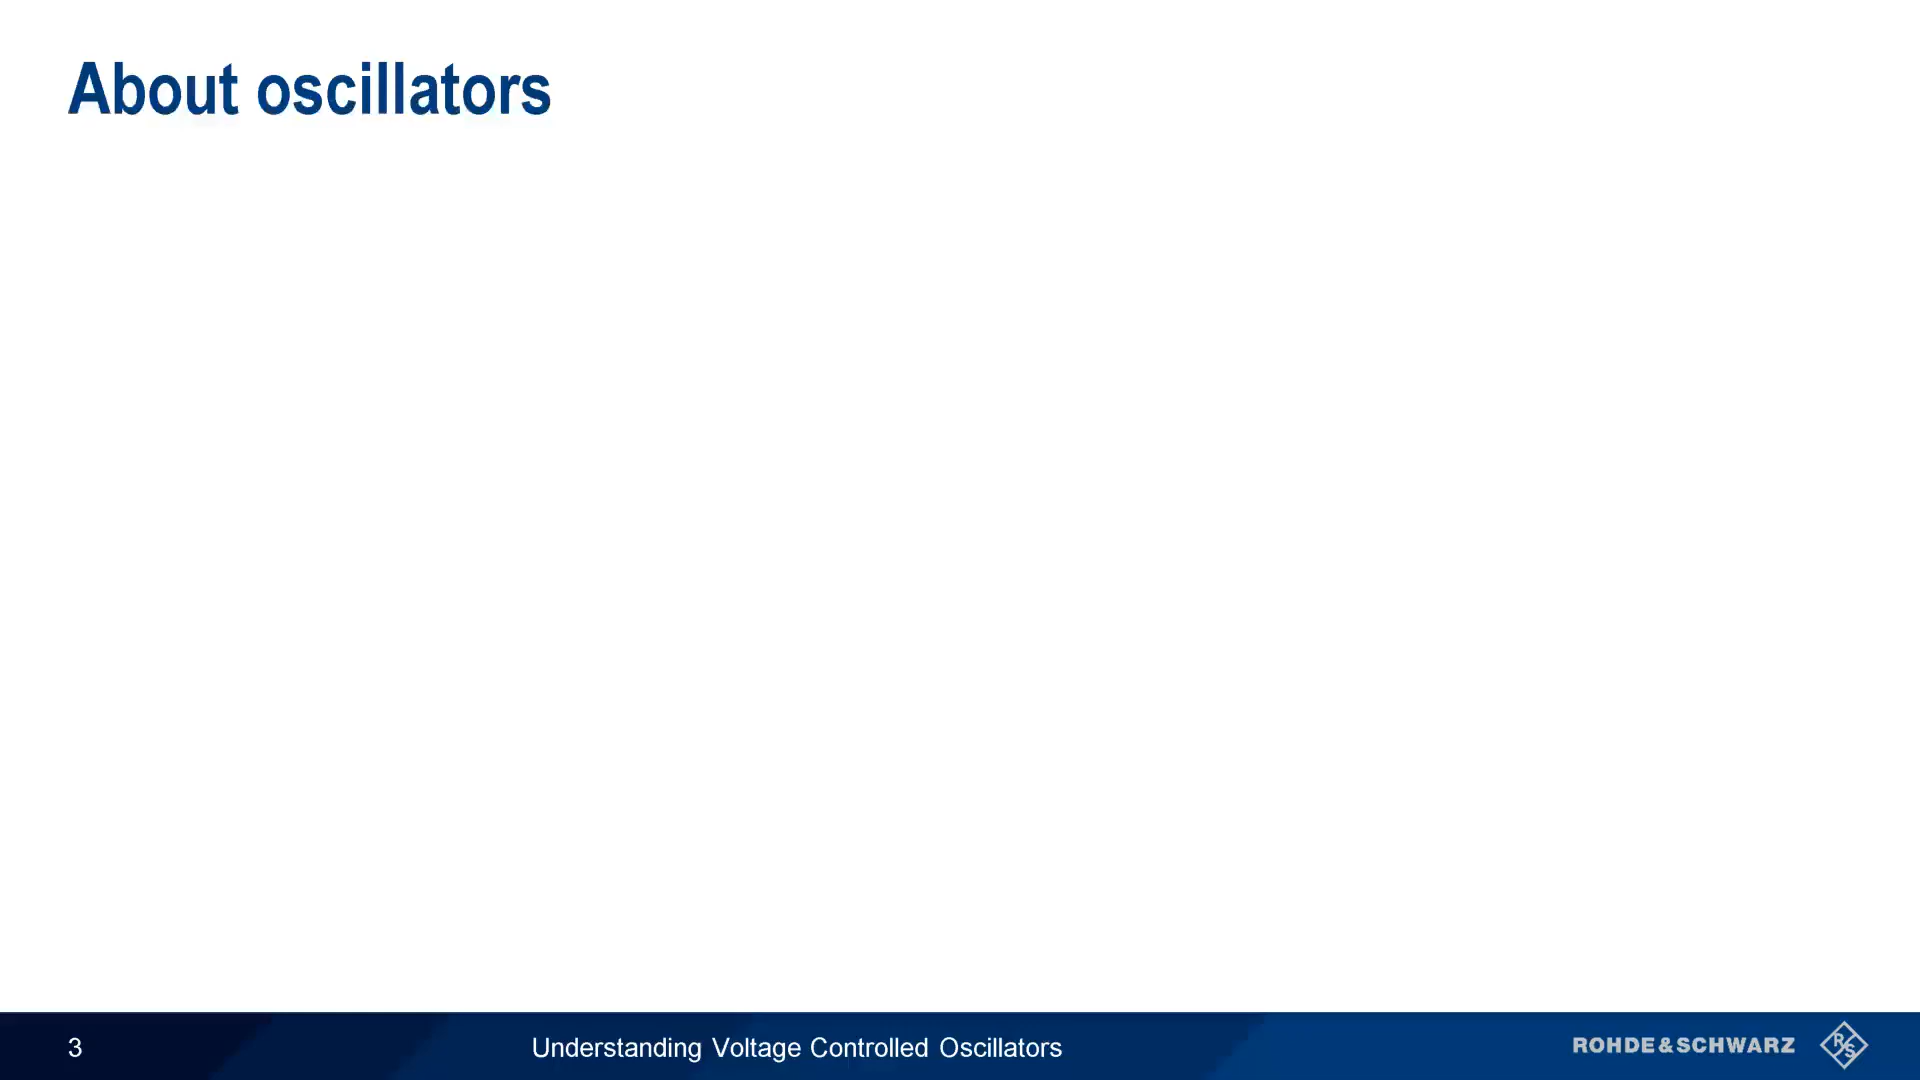 About oscillators
3
Understanding Voltage Controlled Oscillators
ROHDE&SCHWARZ
R
S